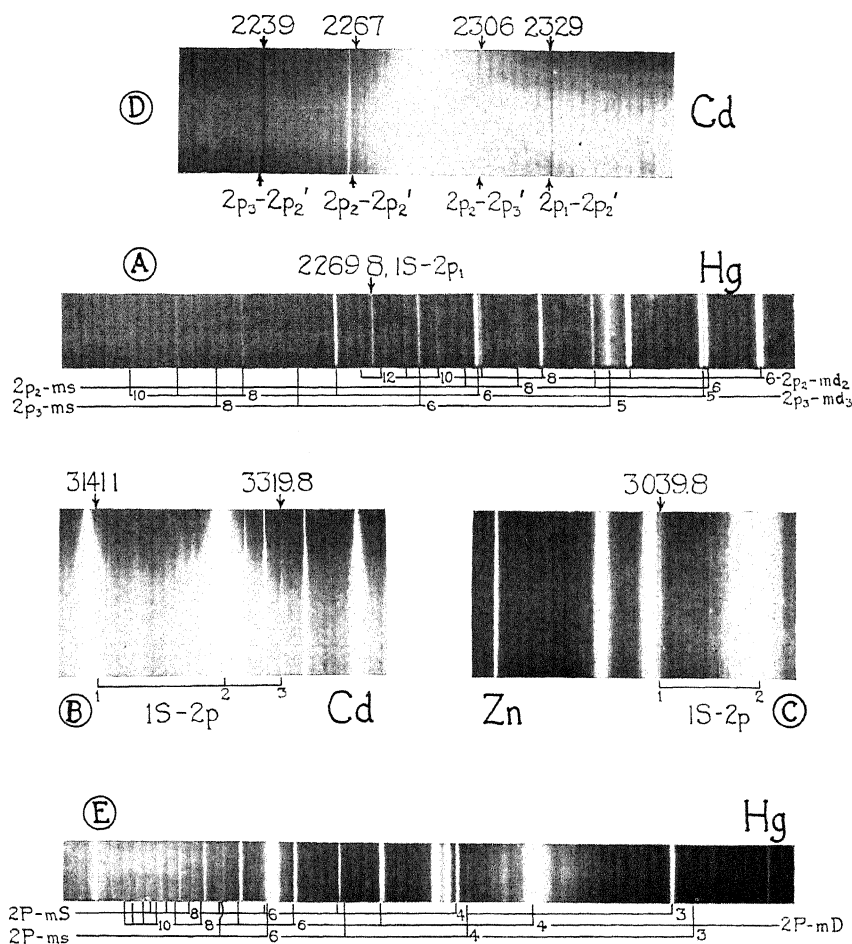 2239 2267 2306 2329
D Cd
2p₃-2p₂' 2p₂-2p₂' 2p₂-2p₃' 2p₁-2p₂'
A 2269 8, 1S-2p₁ Hg
12 10 8 6-2p₂-md₂
2p₂-ms 8 6
10 8 6 5 2p₃-md₃
2p₃-ms 8 6 5
3141 1 3319.8 3039.8
1 2 3 1 2
B 1S-2p Cd Zn 1S-2p C
E Hg
2P-mS 8 6 4 3
10 8 6 4 2P-mD
2P-ms 6 4 3